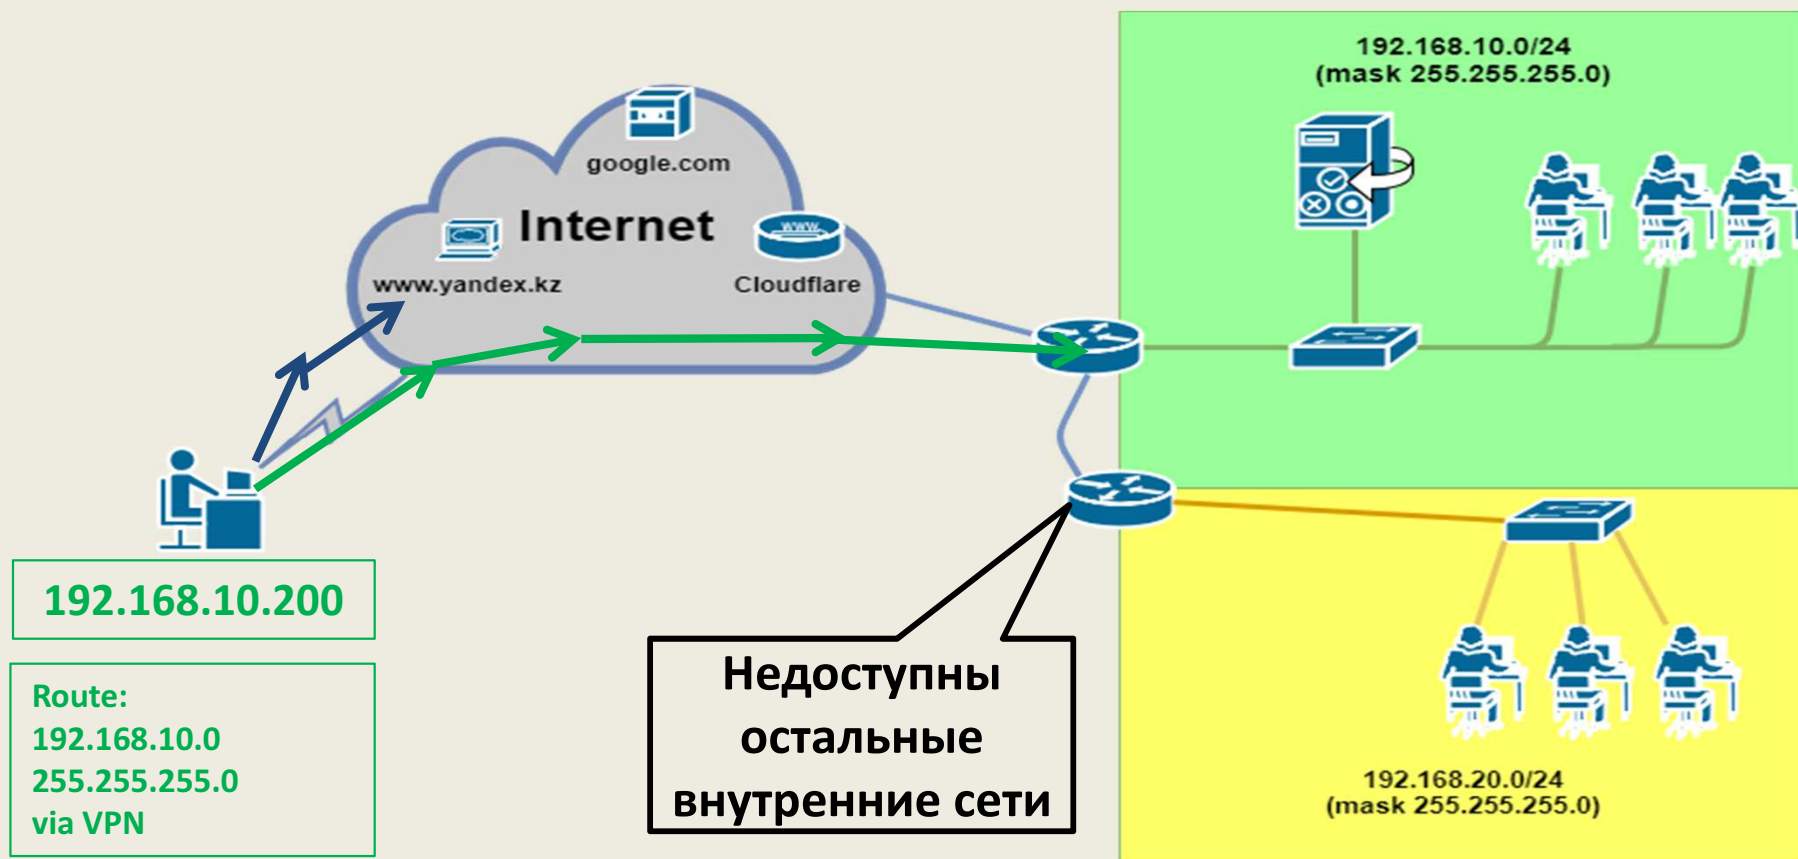 192.168.10.0/24
(mask 255.255.255.0)
google.com
Internet
www
www.yandex.kz
Cloudflare
192.168.10.200
Route:
192.168.10.0
255.255.255.0
via VPN
Недоступны
остальные
внутренние сети
192.168.20.0/24
(mask 255.255.255.0)